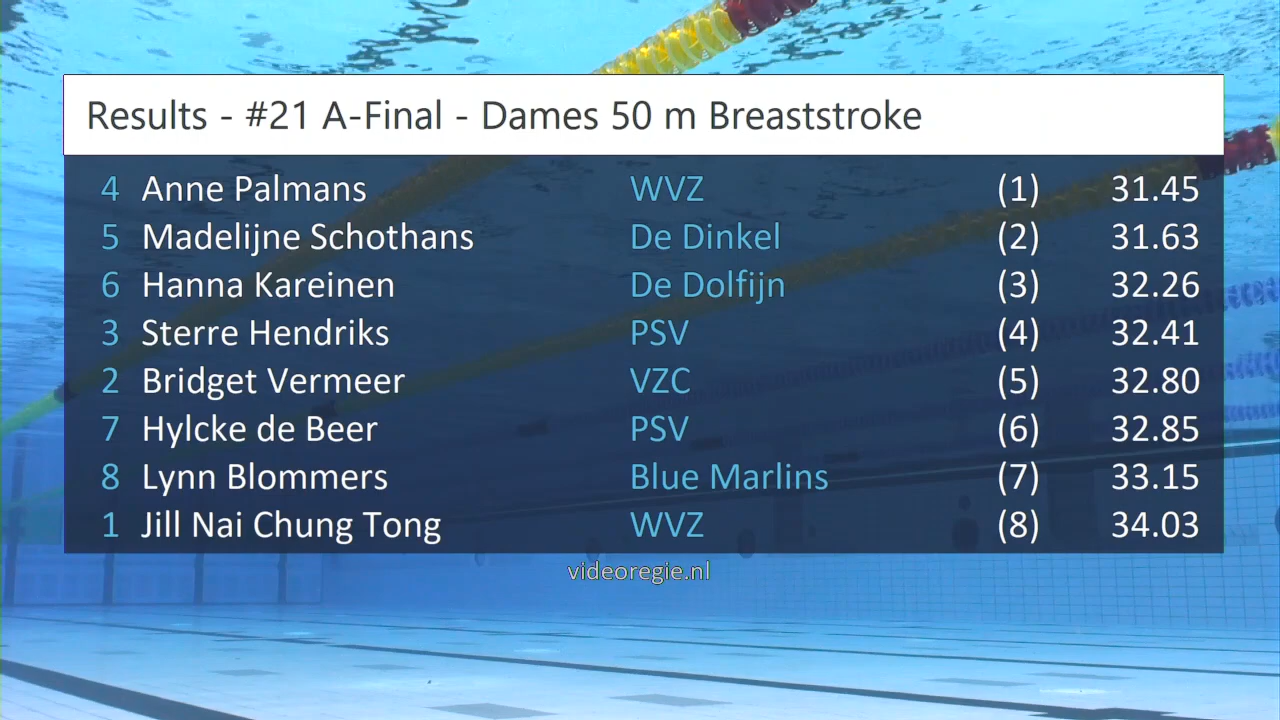 Results - #21 A-Final - Dames 50 m Breaststroke
4 Anne Palmans WVZ (1) 31.45
5 Madelijne Schothans De Dinkel (2) 31.63
6 Hanna Kareinen De Dolfijn (3) 32.26
3 Sterre Hendriks PSV (4) 32.41
2 Bridget Vermeer VZC (5) 32.80
7 Hylcke de Beer PSV (6) 32.85
8 Lynn Blommers Blue Marlins (7) 33.15
1 Jill Nai Chung Tong WVZ (8) 34.03
videoregie.nl